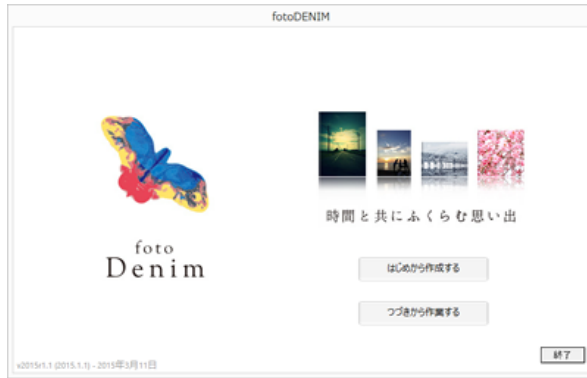 fotoDENIM
foto
Denim
時間と共にふくらむ思い出
はじめから作成する
つづきから作業する
終了
v2015r1.1 (2015.1.1) - 2015年3月11日